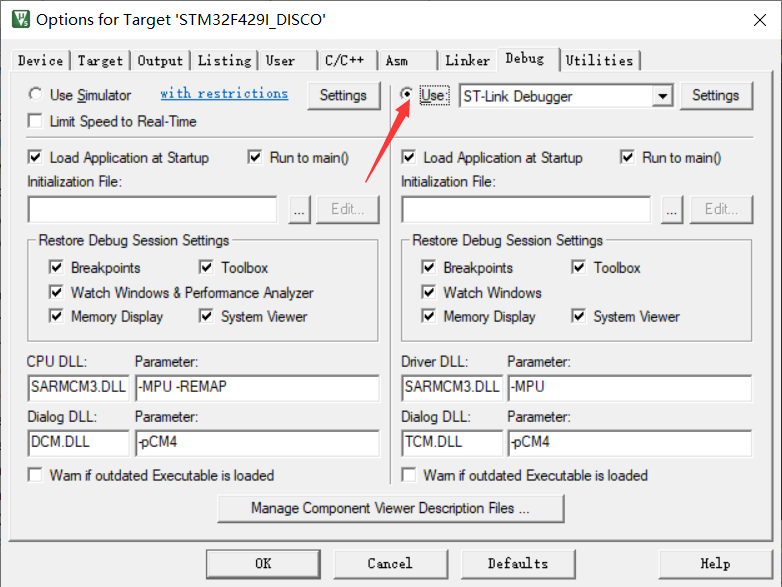 Options for Target 'STM32F429I_DISCO'
Device Target Output Listing User C/C++ Asm Linker Debug Utilities
Use Simulator with restrictions Settings Use: ST-Link Debugger Settings
Limit Speed to Real-Time
Load Application at Startup Run to main() Load Application at Startup Run to main()
Initialization File: Initialization File:
... Edit... ... Edit...
Restore Debug Session Settings Restore Debug Session Settings
Breakpoints Toolbox Breakpoints Toolbox
Watch Windows & Performance Analyzer Watch Windows
Memory Display System Viewer Memory Display System Viewer
CPU DLL: Parameter: Driver DLL: Parameter:
SARMCM3.DLL -MPU -REMAP SARMCM3.DLL -MPU
Dialog DLL: Parameter: Dialog DLL: Parameter:
DCM.DLL -pCM4 TCM.DLL -pCM4
Warn if outdated Executable is loaded Warn if outdated Executable is loaded
Manage Component Viewer Description Files ...
OK Cancel Defaults Help